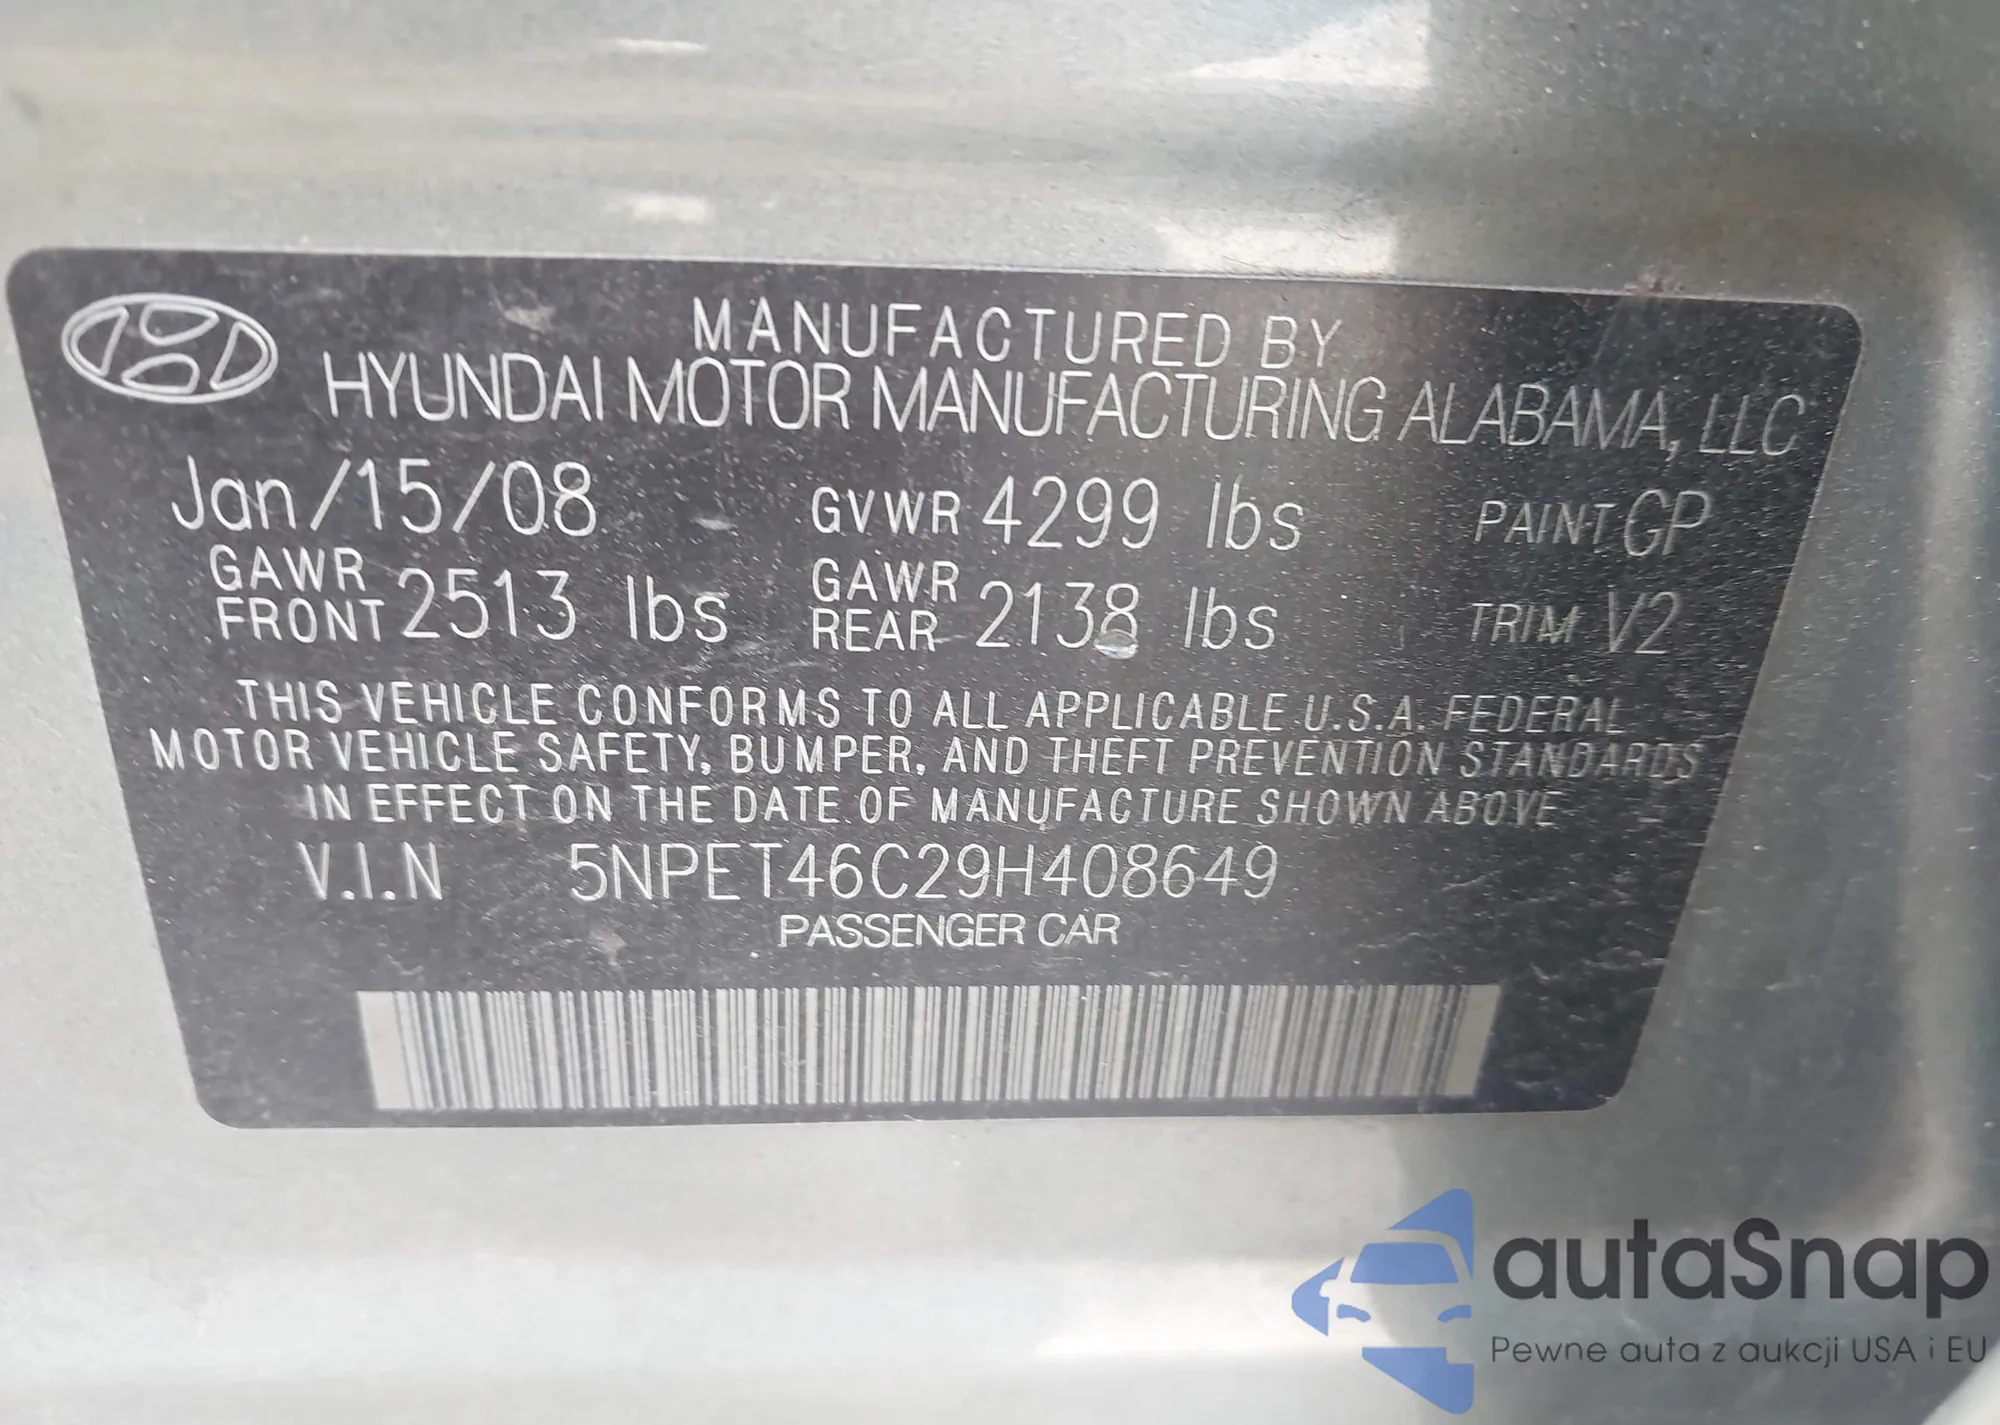 MANUFACTURED BY
HYUNDAI MOTOR MANUFACTURING ALABAMA, LLC
Jan/15/08 GVWR 4299 lbs PAINT GP
GAWR FRONT 2513 lbs GAWR REAR 2138 lbs TRIM V2
THIS VEHICLE CONFORMS TO ALL APPLICABLE U.S.A. FEDERAL
MOTOR VEHICLE SAFETY, BUMPER, AND THEFT PREVENTION STANDARDS
IN EFFECT ON THE DATE OF MANUFACTURE SHOWN ABOVE
V.I.N 5NPET46C29H408649
PASSENGER CAR
autaSnap
Pewne auta z aukcji USA i EU